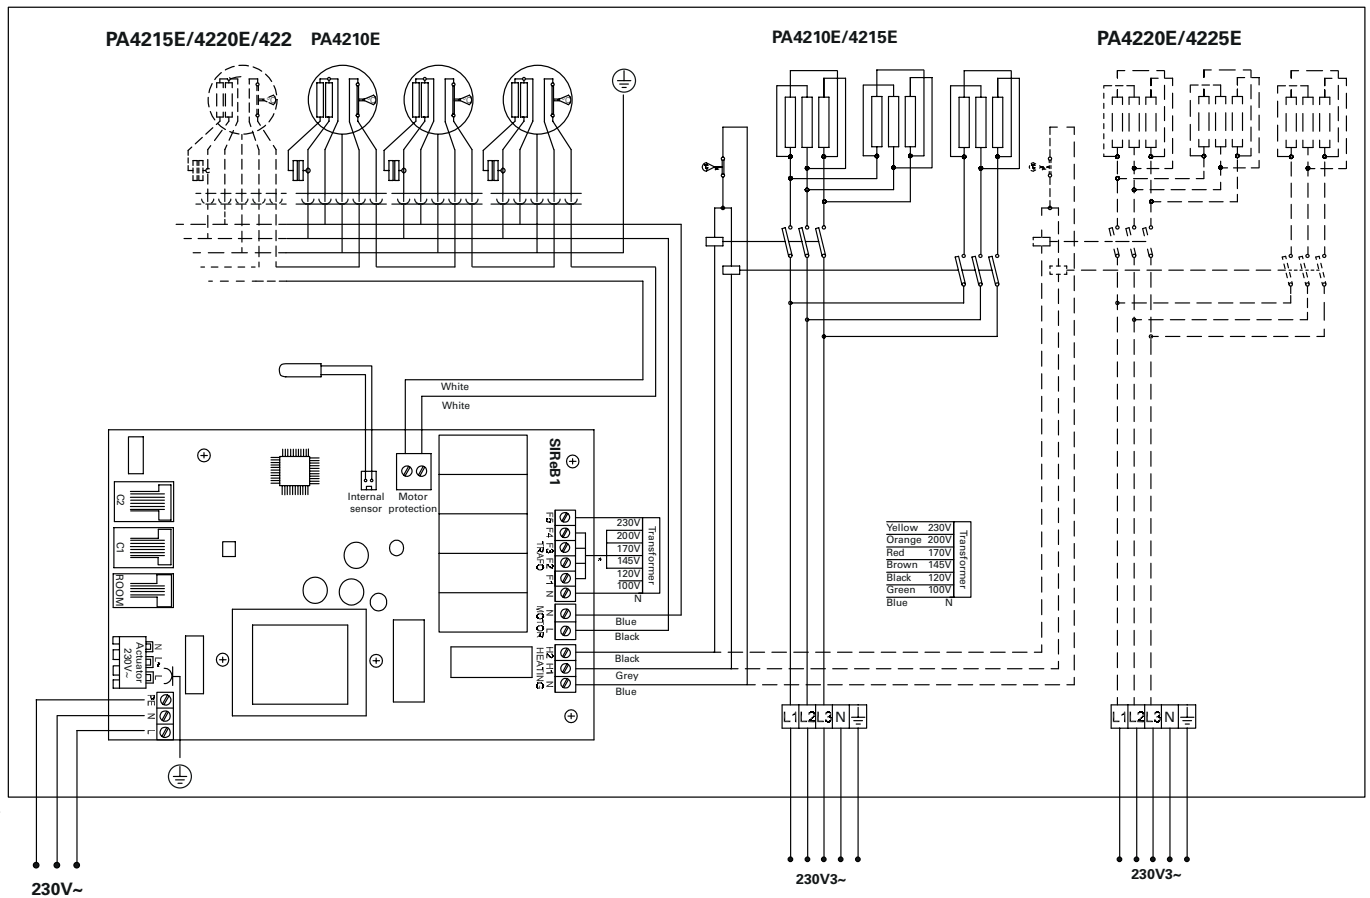 PA4215E/4220E/422 PA4210E
PA4210E/4215E
PA4220E/4225E
White
White
SIReB1
Internal
sensor
Motor
protection
C2
C1
ROOM
F5
F4
F3
F2
F1
N
TRAFO
230V
200V
170V
145V
120V
100V
N
*
Transformer
N
L
MOTOR
Blue
Black
H2
H1
N
HEATING
Black
Grey
Blue
Yellow 230V
Orange 200V
Red 170V
Brown 145V
Black 120V
Green 100V
Blue N
Transformer
Actuator
230V~
N
L'
L
PE
N
L
L1 L2 L3 N
L1 L2 L3 N
230V~
230V3~
230V3~